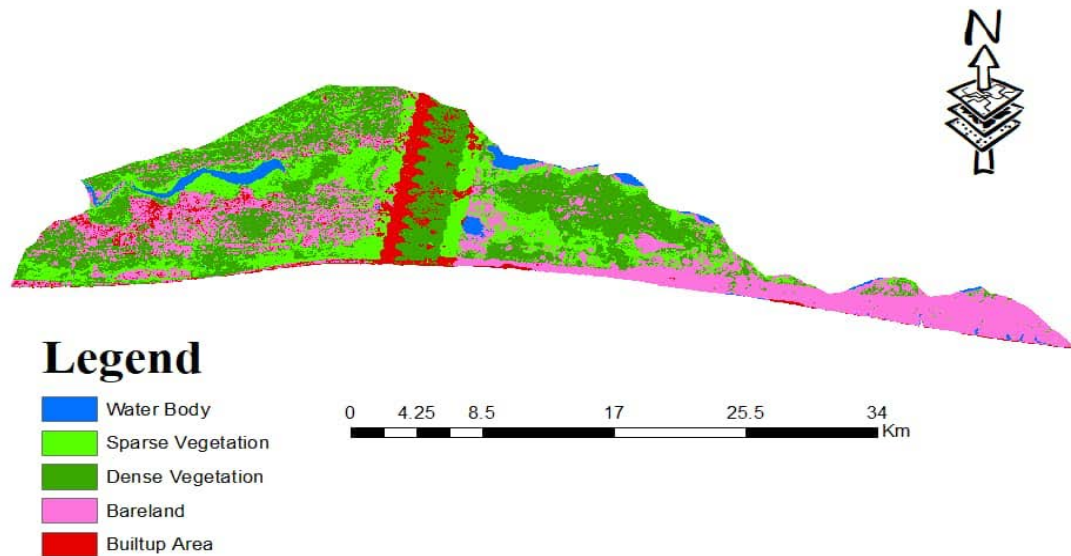 N
Legend
Water Body
Sparse Vegetation
Dense Vegetation
Bareland
Builtup Area
0 4.25 8.5 17 25.5 34
Km